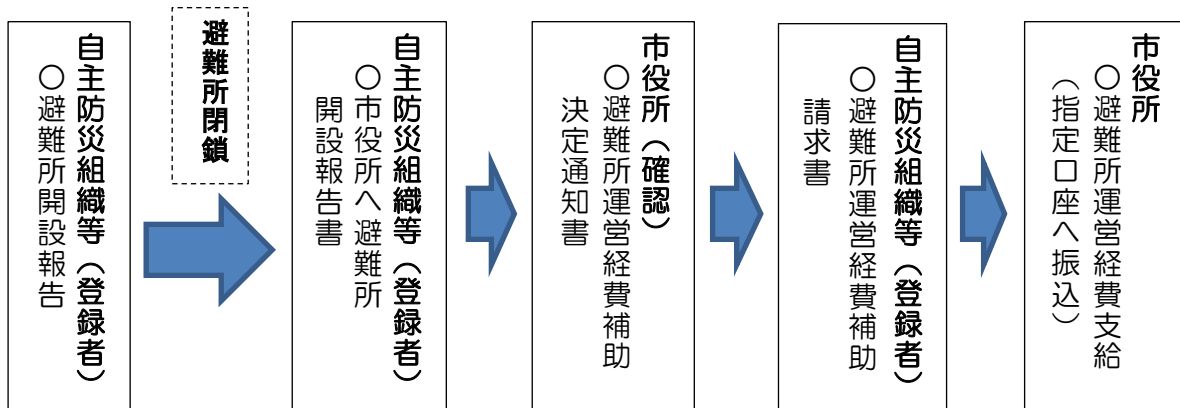 自主防災組織等（登録者）
○避難所開設報告
避難所閉鎖
自主防災組織等（登録者）
○市役所へ避難所
開設報告書
市役所（確認）
○避難所運営経費補助
決定通知書
自主防災組織等（登録者）
○避難所運営経費補助
請求書
市役所
○避難所運営経費支給
（指定口座へ振込）